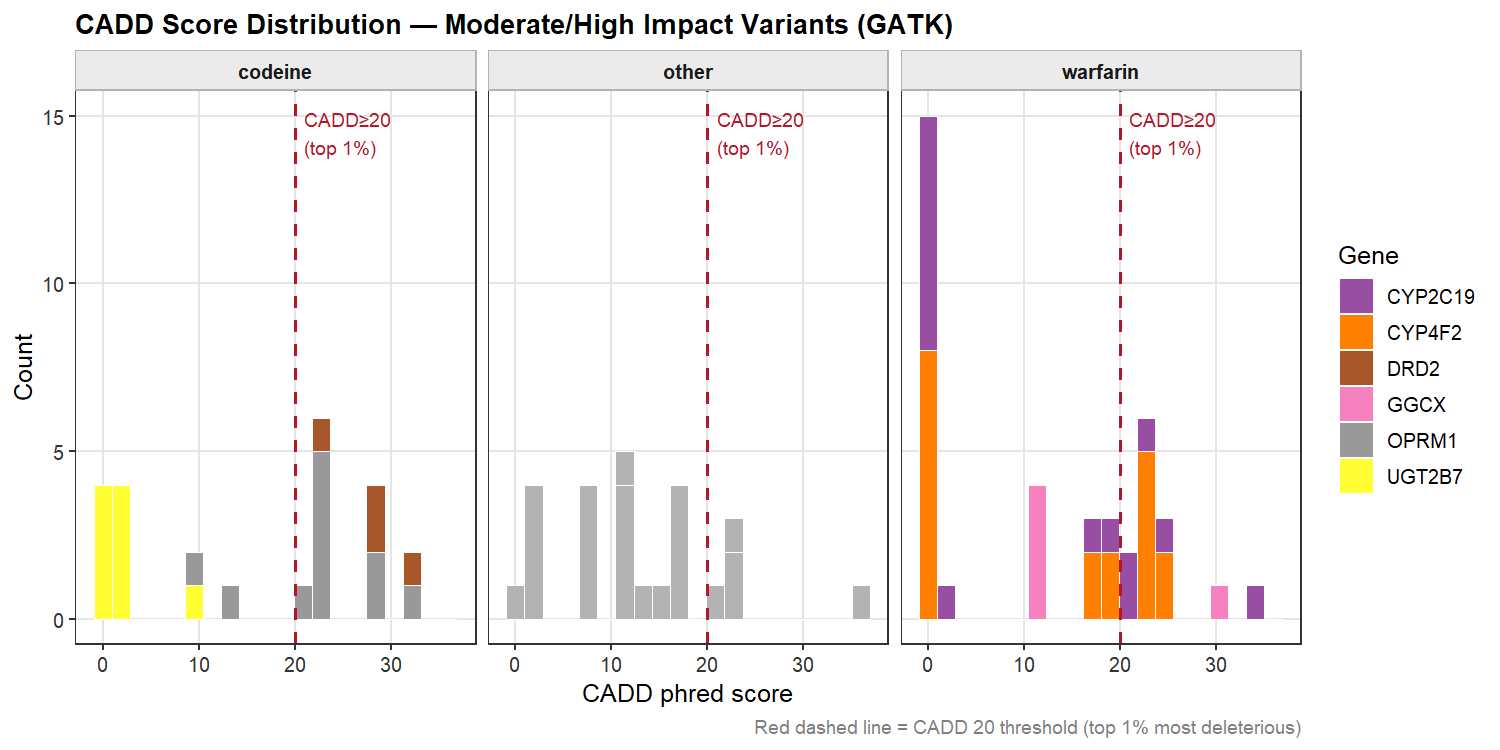 CADD Score Distribution — Moderate/High Impact Variants (GATK)
codeine
other
warfarin
CADD≥20
(top 1%)
CADD≥20
(top 1%)
CADD≥20
(top 1%)
15
10
5
0
Count
0 10 20 30
0 10 20 30
0 10 20 30
CADD phred score
Gene
CYP2C19
CYP4F2
DRD2
GGCX
OPRM1
UGT2B7
Red dashed line = CADD 20 threshold (top 1% most deleterious)